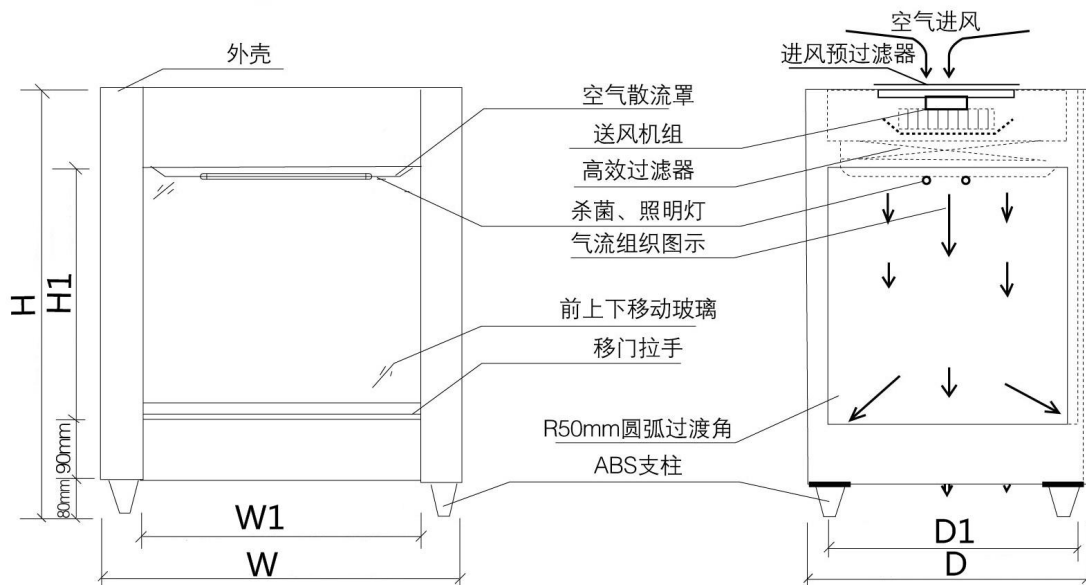 空气进风
外壳
进风预过滤器
空气散流罩
送风机组
高效过滤器
杀菌、照明灯
气流组织图示
H
H1
前上下移动玻璃
移门拉手
R50mm圆弧过渡角
90mm
ABS支柱
80mm
W1
W
D1
D